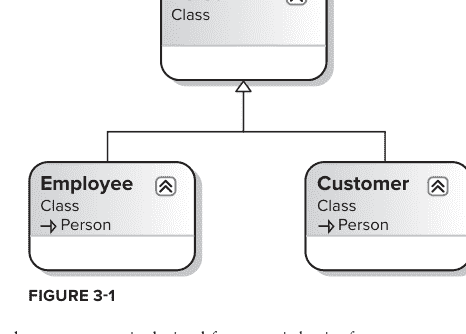 Class
Employee
Class
Person
Customer
Class
Person
FIGURE 3-1